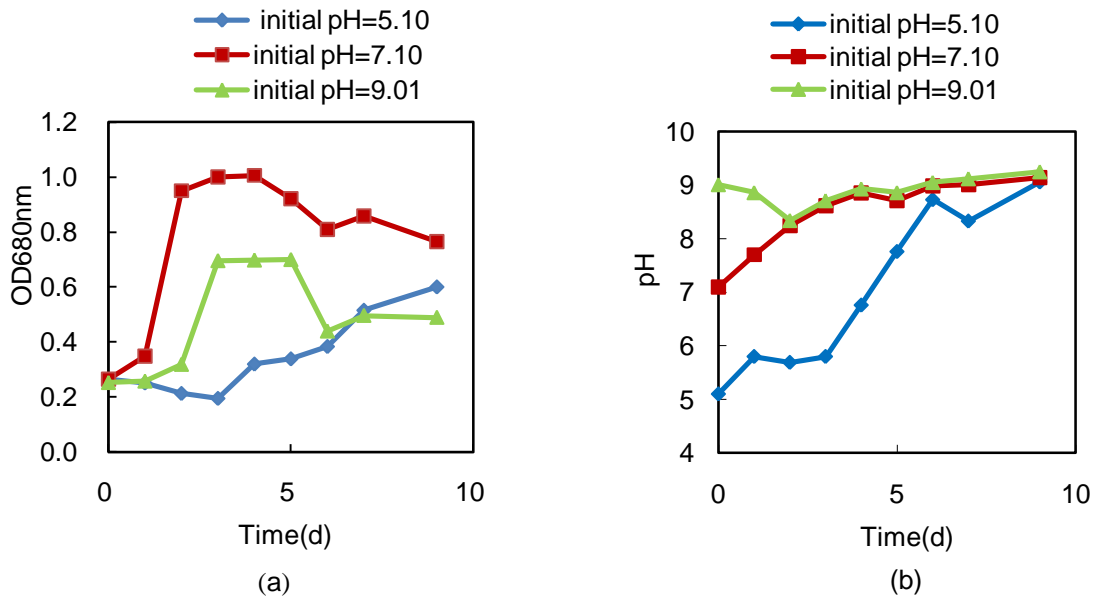 initial pH=5.10
initial pH=7.10
initial pH=9.01
1.2
1.0
0.8
0.6
0.4
0.2
0.0
OD680nm
0
5
10
Time(d)
(a)
initial pH=5.10
initial pH=7.10
initial pH=9.01
10
9
8
7
6
5
4
pH
0
5
10
Time(d)
(b)